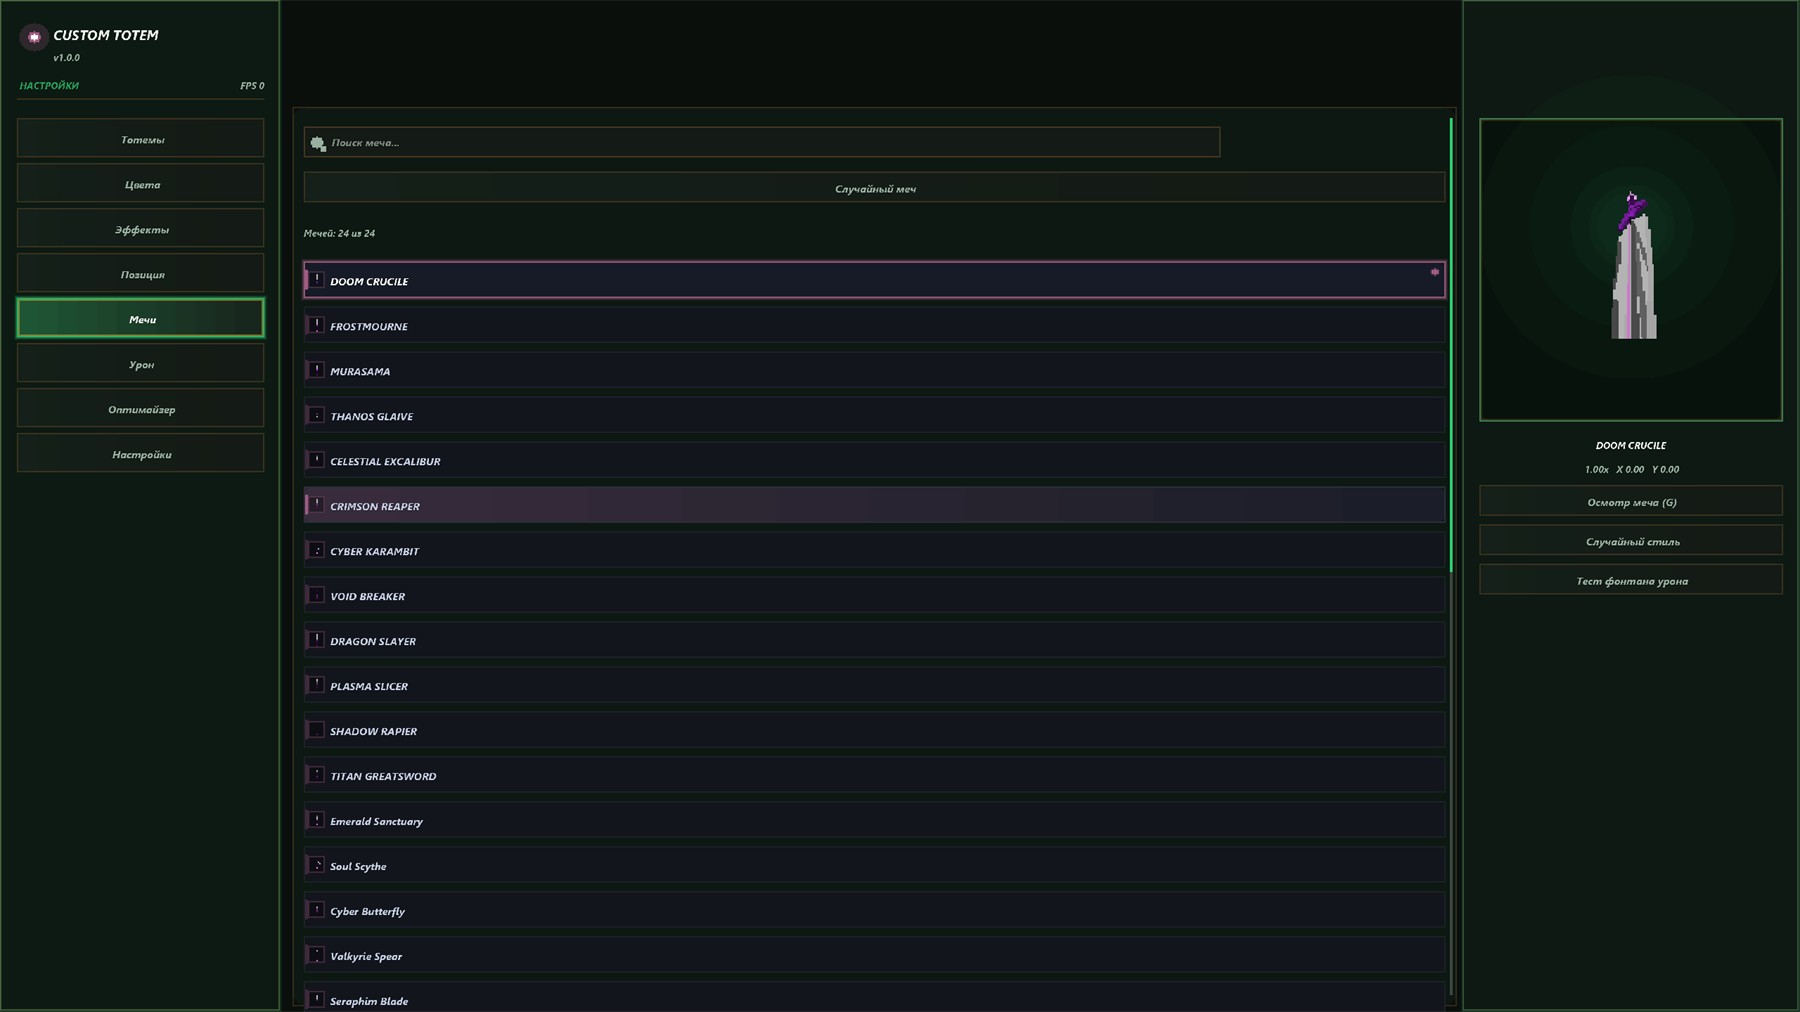 CUSTOM TOTEM
v1.0.0
НАСТРОЙКИ FPS 0
Тотемы
Цвета
Эффекты
Позиция
Мечи
Урон
Оптимайзер
Настройки
Поиск меча...
Случайный меч
Мечей: 24 из 24
DOOM CRUCILE
FROSTMOURNE
MURASAMA
THANOS GLAIVE
CELESTIAL EXCALIBUR
CRIMSON REAPER
CYBER KARAMBIT
VOID BREAKER
DRAGON SLAYER
PLASMA SLICER
SHADOW RAPIER
TITAN GREATSWORD
Emerald Sanctuary
Soul Scythe
Cyber Butterfly
Valkyrie Spear
Seraphim Blade
DOOM CRUCILE
1.00x X 0.00 Y 0.00
Осмотр меча (G)
Случайный стиль
Тест фонтана урона